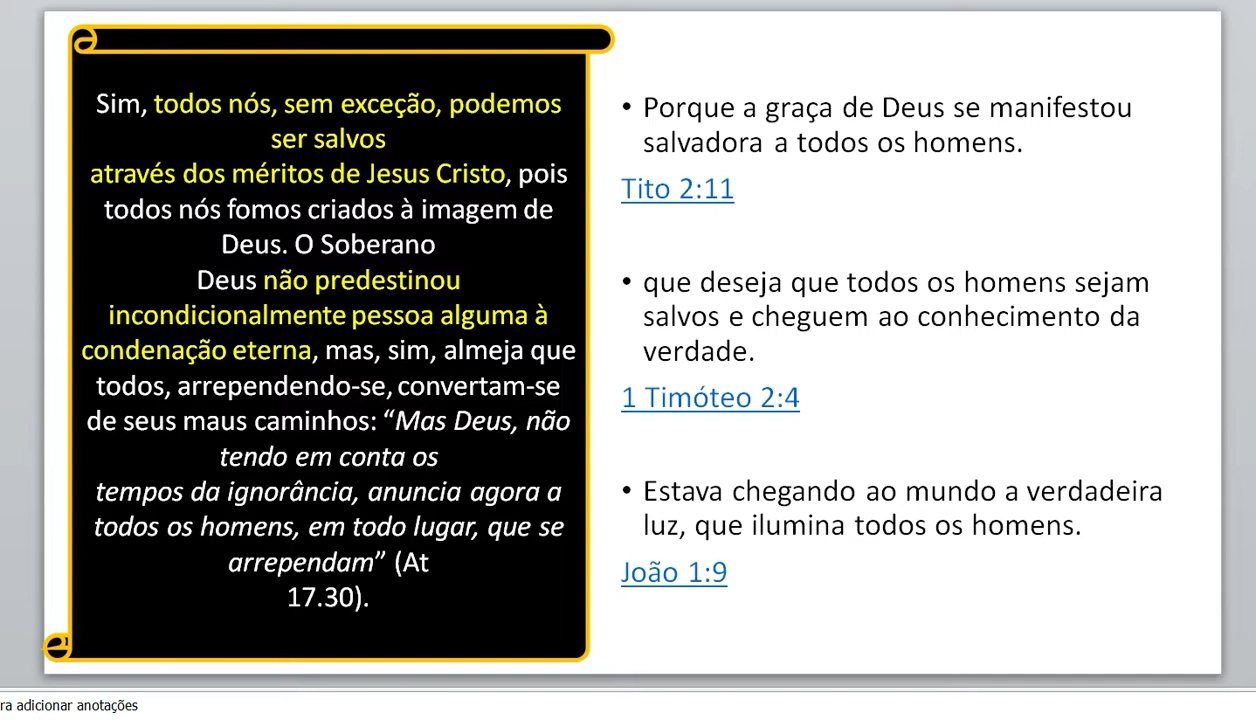 Sim, todos nós, sem exceção, podemos
ser salvos
através dos méritos de Jesus Cristo, pois
todos nós fomos criados à imagem de
Deus. O Soberano
Deus não predestinou
incondicionalmente pessoa alguma à
condenação eterna, mas, sim, almeja que
todos, arrependendo-se, convertam-se
de seus maus caminhos: “Mas Deus, não
tendo em conta os
tempos da ignorância, anuncia agora a
todos os homens, em todo lugar, que se
arrependam” (At
17.30).
• Porque a graça de Deus se manifestou
salvadora a todos os homens.
Tito 2:11
• que deseja que todos os homens sejam
salvos e cheguem ao conhecimento da
verdade.
1 Timóteo 2:4
• Estava chegando ao mundo a verdadeira
luz, que ilumina todos os homens.
João 1:9
ra adicionar anotações